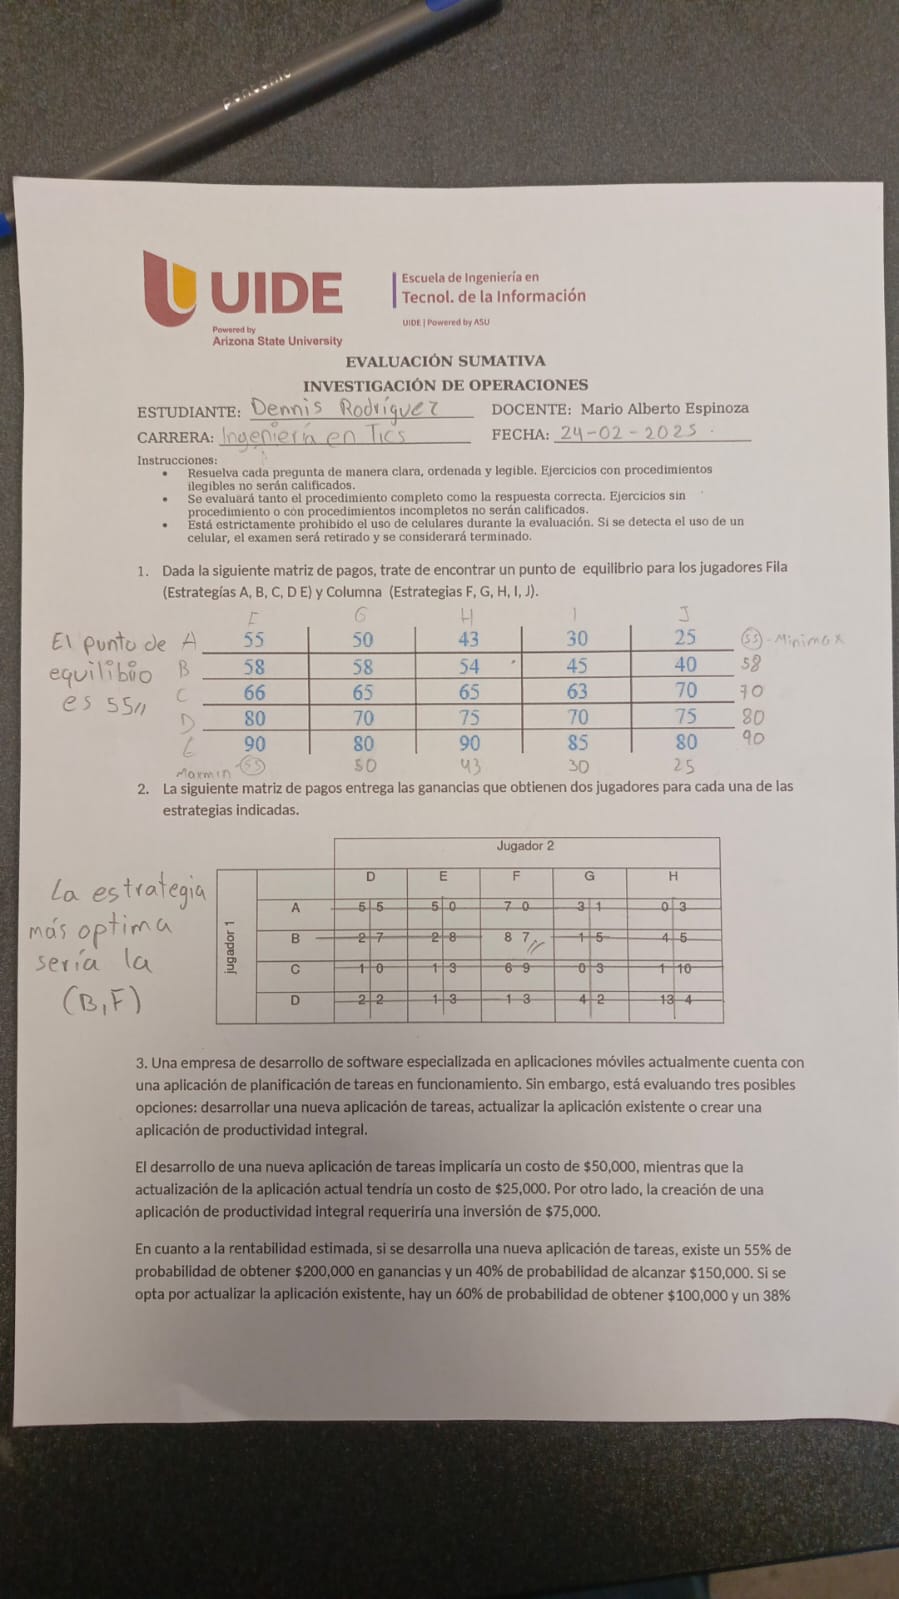 pentonic
UIDE
Powered by
Arizona State University
Escuela de Ingeniería en
Tecnol. de la Información
UIDE | Powered by ASU
EVALUACIÓN SUMATIVA
INVESTIGACIÓN DE OPERACIONES
ESTUDIANTE: Dennis Rodríguez DOCENTE: Mario Alberto Espinoza
CARRERA: Ingeniería en Tics FECHA: 24-02-2025
Instrucciones:
• Resuelva cada pregunta de manera clara, ordenada y legible. Ejercicios con procedimientos
ilegibles no serán calificados.
• Se evaluará tanto el procedimiento completo como la respuesta correcta. Ejercicios sin
procedimiento o con procedimientos incompletos no serán calificados.
• Está estrictamente prohibido el uso de celulares durante la evaluación. Si se detecta el uso de un
celular, el examen será retirado y se considerará terminado.
1. Dada la siguiente matriz de pagos, trate de encontrar un punto de equilibrio para los jugadores Fila
(Estrategias A, B, C, D E) y Columna (Estrategias F, G, H, I, J).
F G H I J
El punto de A 55 50 43 30 25 55 - Minimax
equilibiio B 58 58 54 45 40 58
es 55// C 66 65 65 63 70 70
D 80 70 75 70 75 80
E 90 80 90 85 80 90
Maxmin 55 50 43 30 25
2. La siguiente matriz de pagos entrega las ganancias que obtienen dos jugadores para cada una de las
estrategias indicadas.
Jugador 2
D E F G H
jugador 1
A 5 5 5 0 7 0 3 1 0 3
B 2 7 2 8 8 7 // 1 5 4 5
C 1 0 1 3 6 9 0 3 1 10
D 2 2 1 3 1 3 4 2 13 4
La estrategia
más optima
sería la
(B,F)
3. Una empresa de desarrollo de software especializada en aplicaciones móviles actualmente cuenta con
una aplicación de planificación de tareas en funcionamiento. Sin embargo, está evaluando tres posibles
opciones: desarrollar una nueva aplicación de tareas, actualizar la aplicación existente o crear una
aplicación de productividad integral.
El desarrollo de una nueva aplicación de tareas implicaría un costo de $50,000, mientras que la
actualización de la aplicación actual tendría un costo de $25,000. Por otro lado, la creación de una
aplicación de productividad integral requeriría una inversión de $75,000.
En cuanto a la rentabilidad estimada, si se desarrolla una nueva aplicación de tareas, existe un 55% de
probabilidad de obtener $200,000 en ganancias y un 40% de probabilidad de alcanzar $150,000. Si se
opta por actualizar la aplicación existente, hay un 60% de probabilidad de obtener $100,000 y un 38%